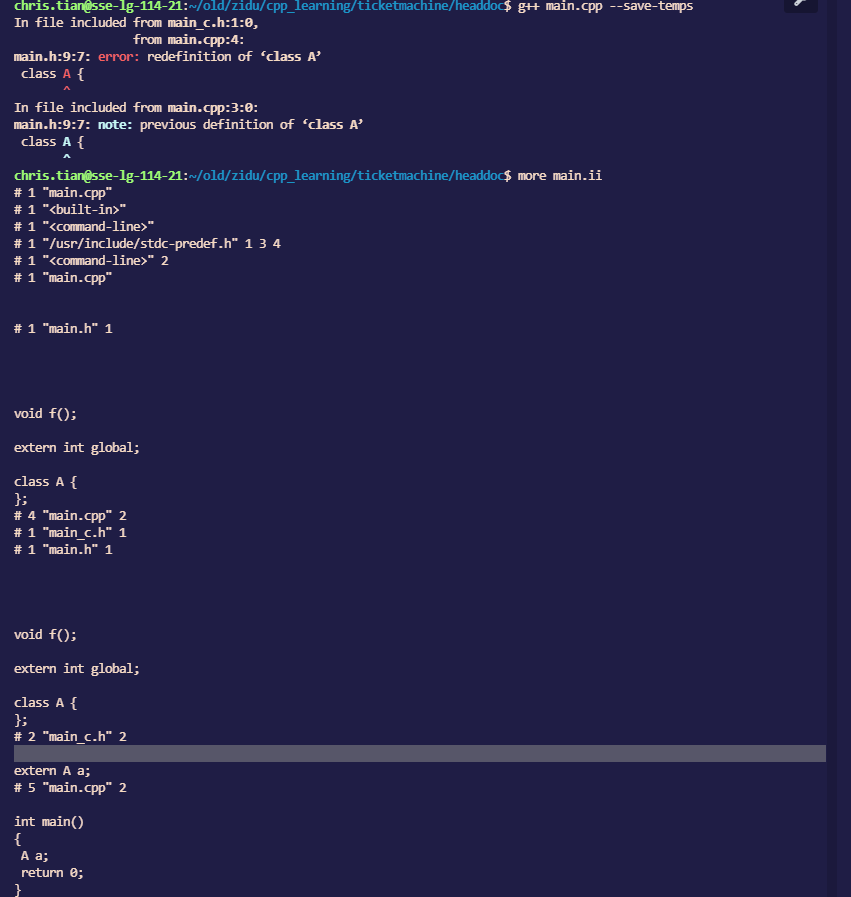 chris.tian@sse-lg-114-21:~/old/zidu/cpp_learning/ticketmachine/headdoc$ g++ main.cpp --save-temps
In file included from main_c.h:1:0,
                 from main.cpp:4:
main.h:9:7: error: redefinition of ‘class A’
 class A {
       ^
In file included from main.cpp:3:0:
main.h:9:7: note: previous definition of ‘class A’
 class A {
       ^
chris.tian@sse-lg-114-21:~/old/zidu/cpp_learning/ticketmachine/headdoc$ more main.ii
# 1 "main.cpp"
# 1 "<built-in>"
# 1 "<command-line>"
# 1 "/usr/include/stdc-predef.h" 1 3 4
# 1 "<command-line>" 2
# 1 "main.cpp"
# 1 "main.h" 1
void f();
extern int global;
class A {
};
# 4 "main.cpp" 2
# 1 "main_c.h" 1
# 1 "main.h" 1
void f();
extern int global;
class A {
};
# 2 "main_c.h" 2
extern A a;
# 5 "main.cpp" 2
int main()
{
 A a;
 return 0;
}